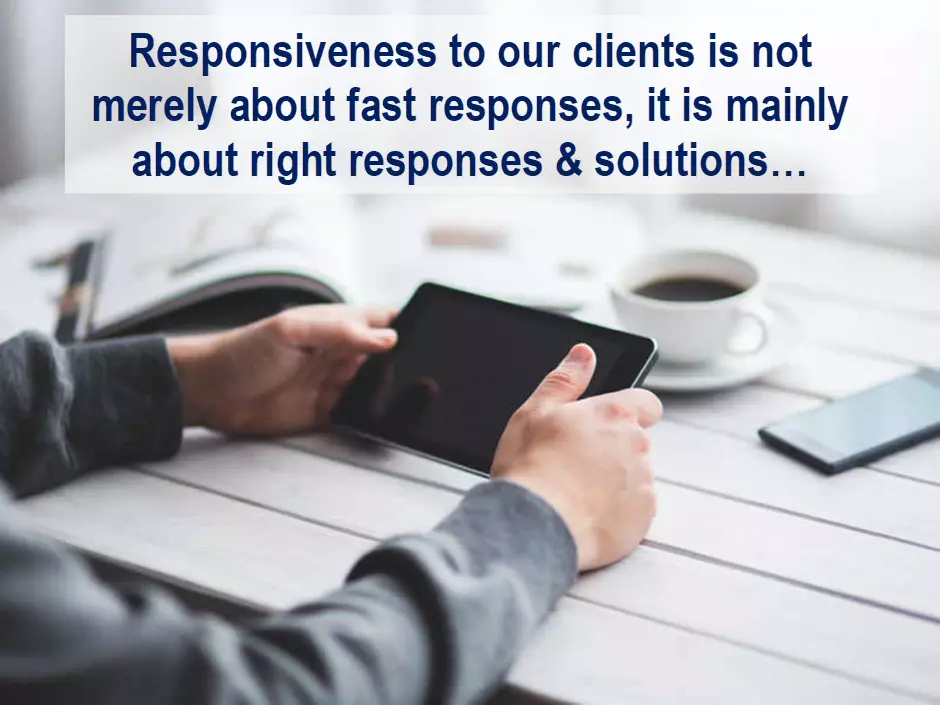 Responsiveness to our clients is not
merely about fast responses, it is mainly
about right responses & solutions…